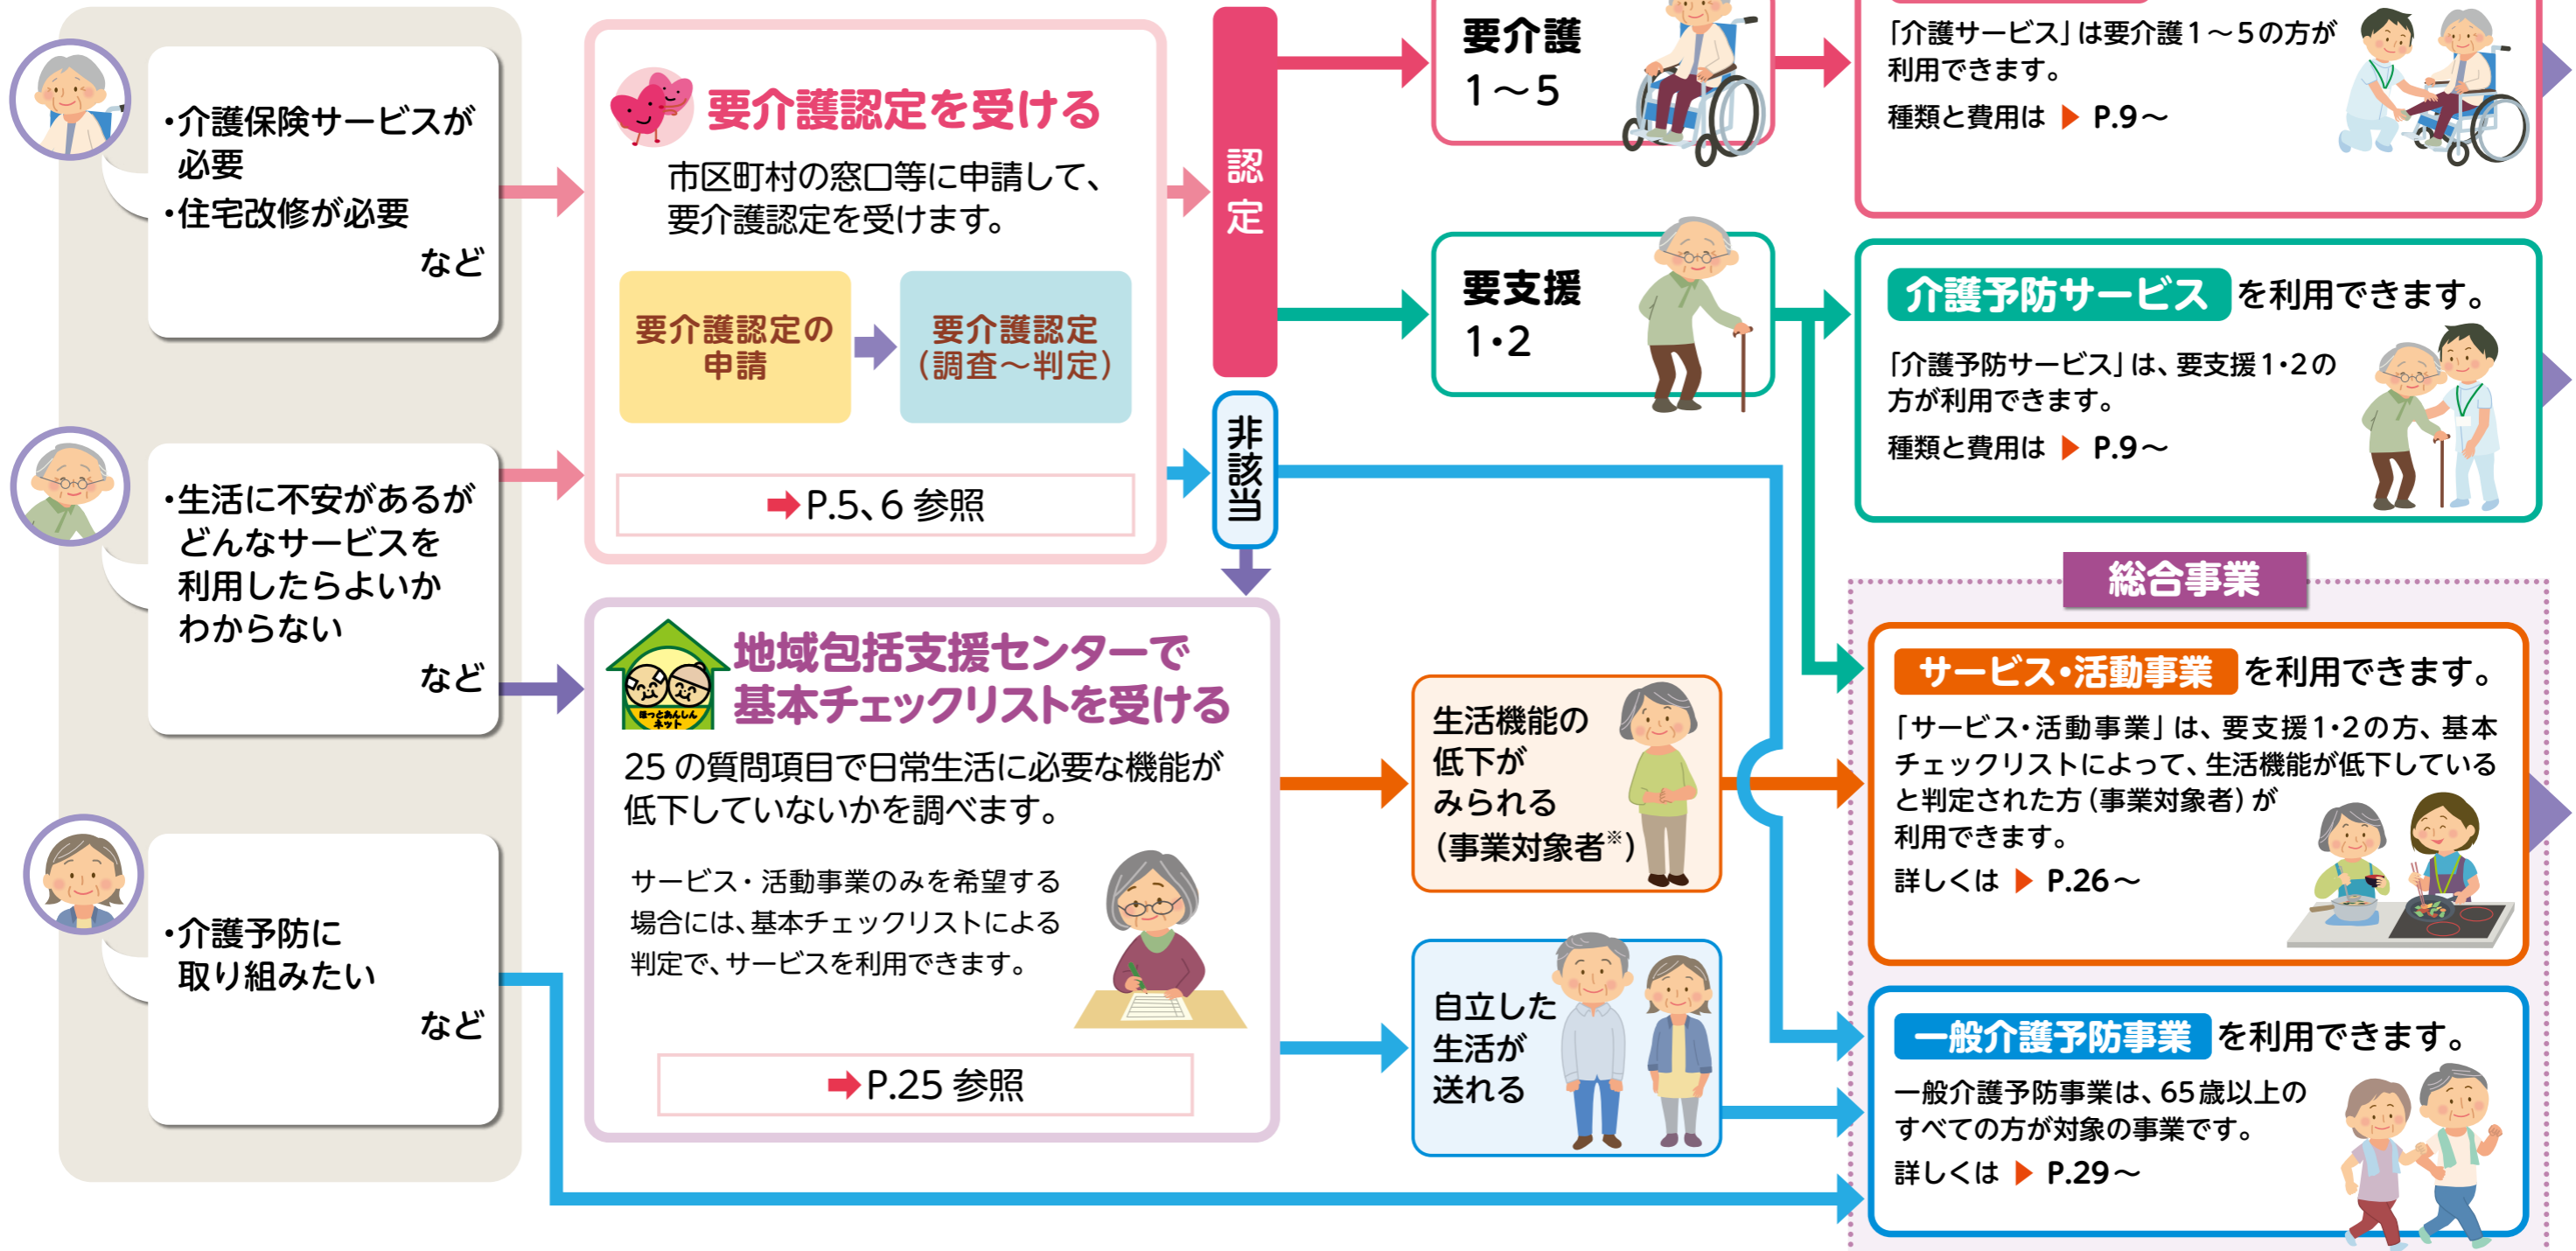 ・介護保険サービスが
必要
・住宅改修が必要
など
・生活に不安があるが
どんなサービスを
利用したらよいか
わからない
など
・介護予防に
取り組みたい
など
要介護認定を受ける
市区町村の窓口等に申請して、
要介護認定を受けます。
要介護認定の
申請
要介護認定
（調査～判定）
P.5、6 参照
認定
非該当
地域包括支援センターで
基本チェックリストを受ける
ほっとあんしん
ネット
25 の質問項目で日常生活に必要な機能が
低下していないかを調べます。
サービス・活動事業のみを希望する
場合には、基本チェックリストによる
判定で、サービスを利用できます。
P.25 参照
要介護
1～5
要支援
1・2
生活機能の
低下が
みられる
（事業対象者※）
自立した
生活が
送れる
「介護サービス」は要介護1～5の方が
利用できます。
種類と費用は ▶ P.9～
介護予防サービス を利用できます。
「介護予防サービス」は、要支援1・2の
方が利用できます。
種類と費用は ▶ P.9～
総合事業
サービス・活動事業 を利用できます。
「サービス・活動事業」は、要支援1・2の方、基本
チェックリストによって、生活機能が低下している
と判定された方（事業対象者）が
利用できます。
詳しくは ▶ P.26～
一般介護予防事業 を利用できます。
一般介護予防事業は、65歳以上の
すべての方が対象の事業です。
詳しくは ▶ P.29～